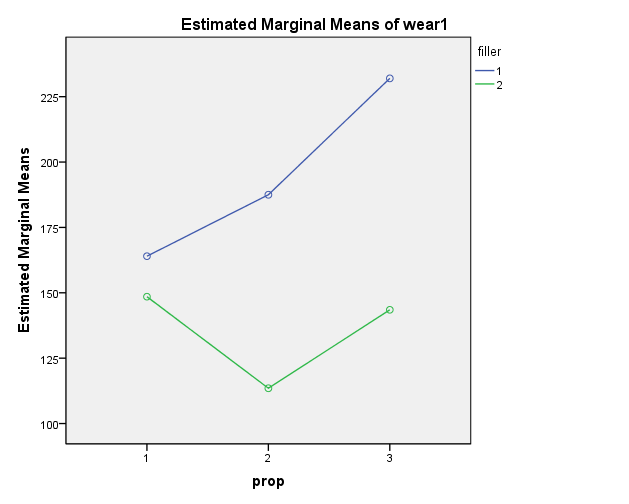 Estimated Marginal Means of wear1
filler
1
2
Estimated Marginal Means
225
200
175
150
125
100
1 2 3
prop